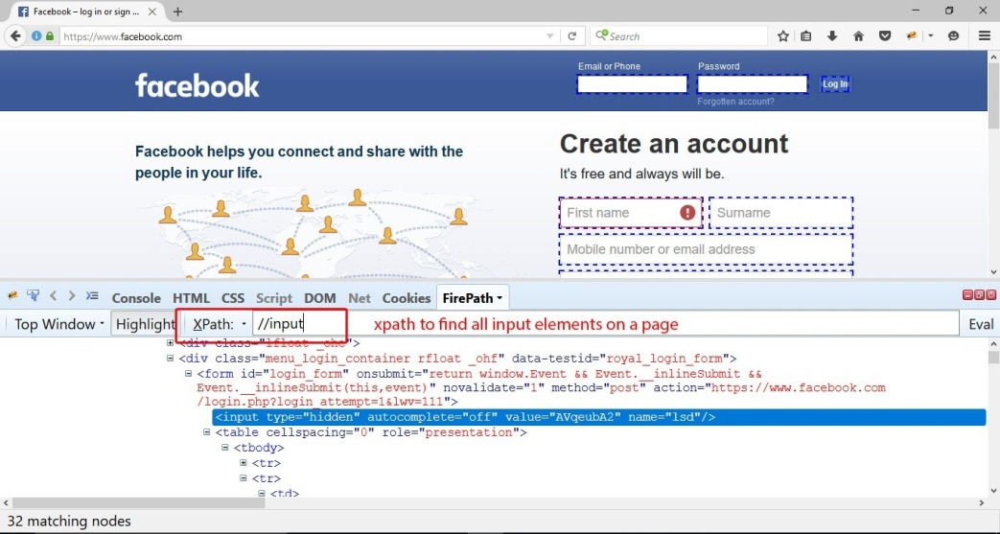 Facebook – log in or sign ...
https://www.facebook.com
Search
facebook
Email or Phone
Password
Log In
Forgotten account?
Facebook helps you connect and share with the
people in your life.
Create an account
It's free and always will be.
First name
Surname
Mobile number or email address
Console HTML CSS Script DOM Net Cookies FirePath
Top Window Highlight XPath: //input xpath to find all input elements on a page Eval
<div class="lfloat _ohe">
<div class="menu_login_container rfloat _ohf" data-testid="royal_login_form">
<form id="login_form" onsubmit="return window.Event && Event.__inlineSubmit &&
Event.__inlineSubmit(this,event)" novalidate="1" method="post" action="https://www.facebook.com
/login.php?login_attempt=1&lwv=111">
<input type="hidden" autocomplete="off" value="AVqeubA2" name="lsd"/>
<table cellspacing="0" role="presentation">
<tbody>
<tr>
<tr>
<td>
32 matching nodes